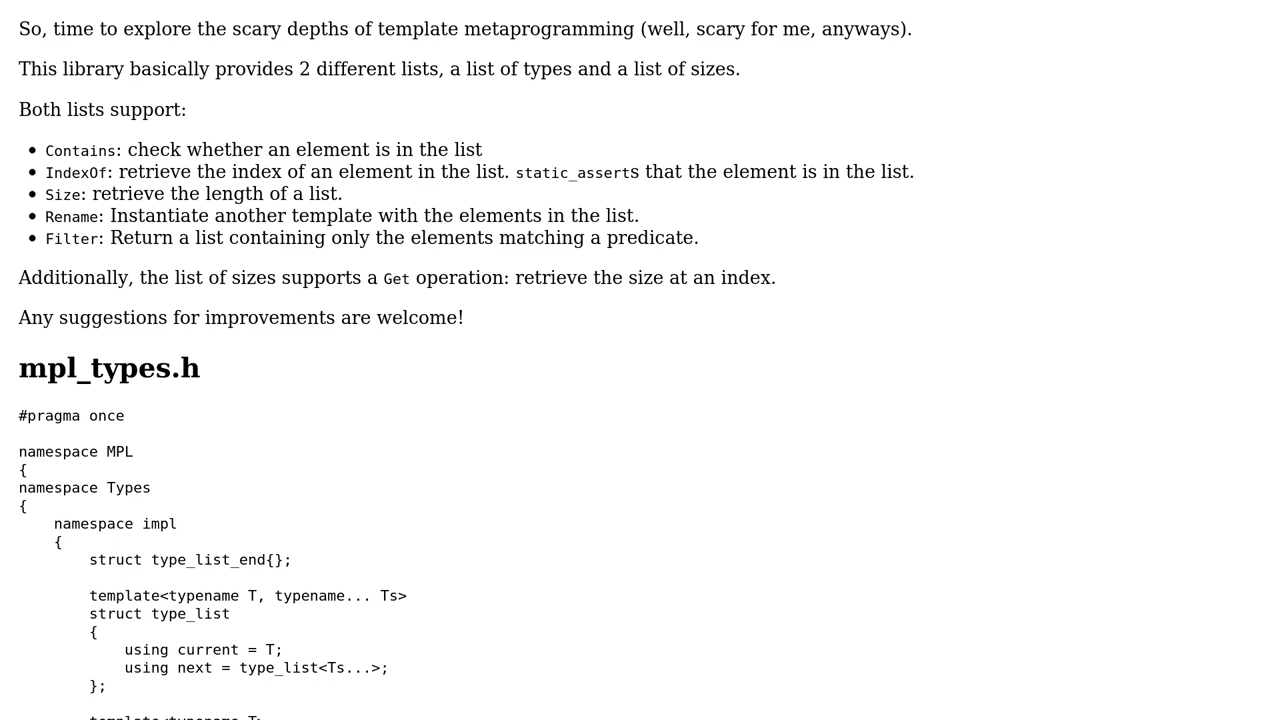 So, time to explore the scary depths of template metaprogramming (well, scary for me, anyways).
This library basically provides 2 different lists, a list of types and a list of sizes.
Both lists support:
• Contains: check whether an element is in the list
• IndexOf: retrieve the index of an element in the list. static_asserts that the element is in the list.
• Size: retrieve the length of a list.
• Rename: Instantiate another template with the elements in the list.
• Filter: Return a list containing only the elements matching a predicate.
Additionally, the list of sizes supports a Get operation: retrieve the size at an index.
Any suggestions for improvements are welcome!
mpl_types.h
#pragma once
namespace MPL
{
namespace Types
{
    namespace impl
    {
        struct type_list_end{};
        template<typename T, typename... Ts>
        struct type_list
        {
            using current = T;
            using next = type_list<Ts...>;
        };
        template<typename T>